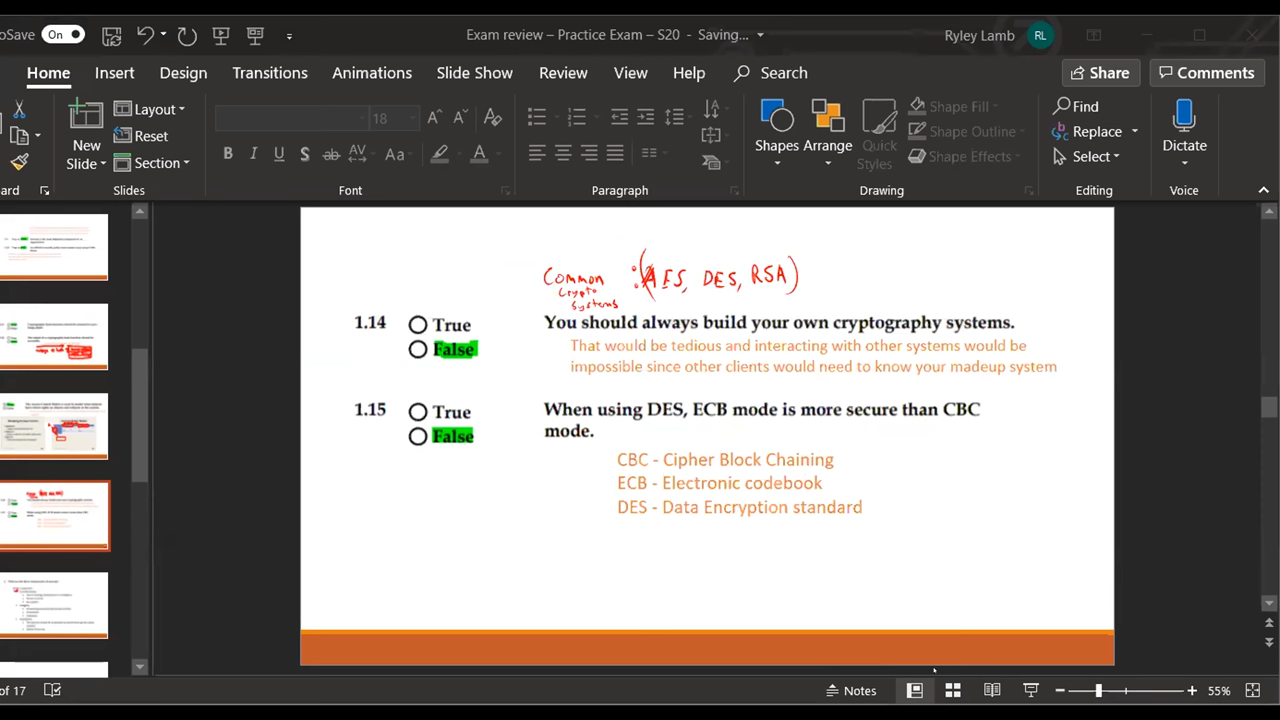 oSave On
Exam review – Practice Exam – S20 - Saving...
Ryley Lamb RL
Home Insert Design Transitions Animations Slide Show Review View Help Search Share Comments
New Slide Layout Reset Section
18
B I U S ab AV Aa A
Shapes Arrange Quick Styles
Shape Fill
Shape Outline
Shape Effects
Find
Replace
Select
Dictate
ard Slides Font Paragraph Drawing Editing Voice
Common : (AES, DES, RSA)
Crypto
Systems
1.14 True You should always build your own cryptography systems.
False That would be tedious and interacting with other systems would be
impossible since other clients would need to know your madeup system
1.15 True When using DES, ECB mode is more secure than CBC
False mode.
CBC - Cipher Block Chaining
ECB - Electronic codebook
DES - Data Encryption standard
of 17 Notes 55%